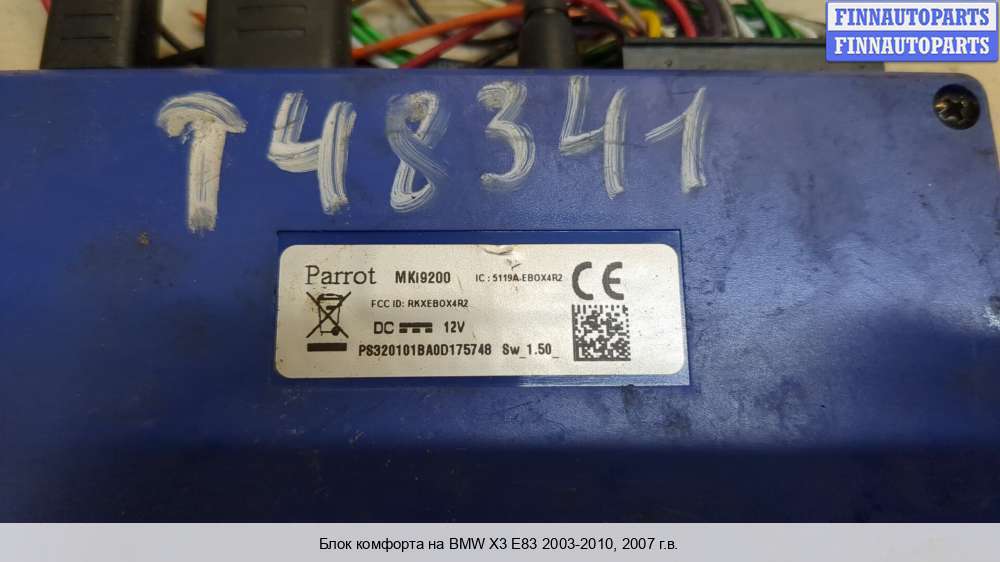 FINNAUTOPARTS
FINNAUTOPARTS
T48341
Parrot MKi9200 IC : 5119A-EBOX4R2
FCC ID: RKXEBOX4R2
DC 12V
PS320101BA0D175748 Sw_1.50_
CE
Блок комфорта на BMW X3 E83 2003-2010, 2007 г.в.